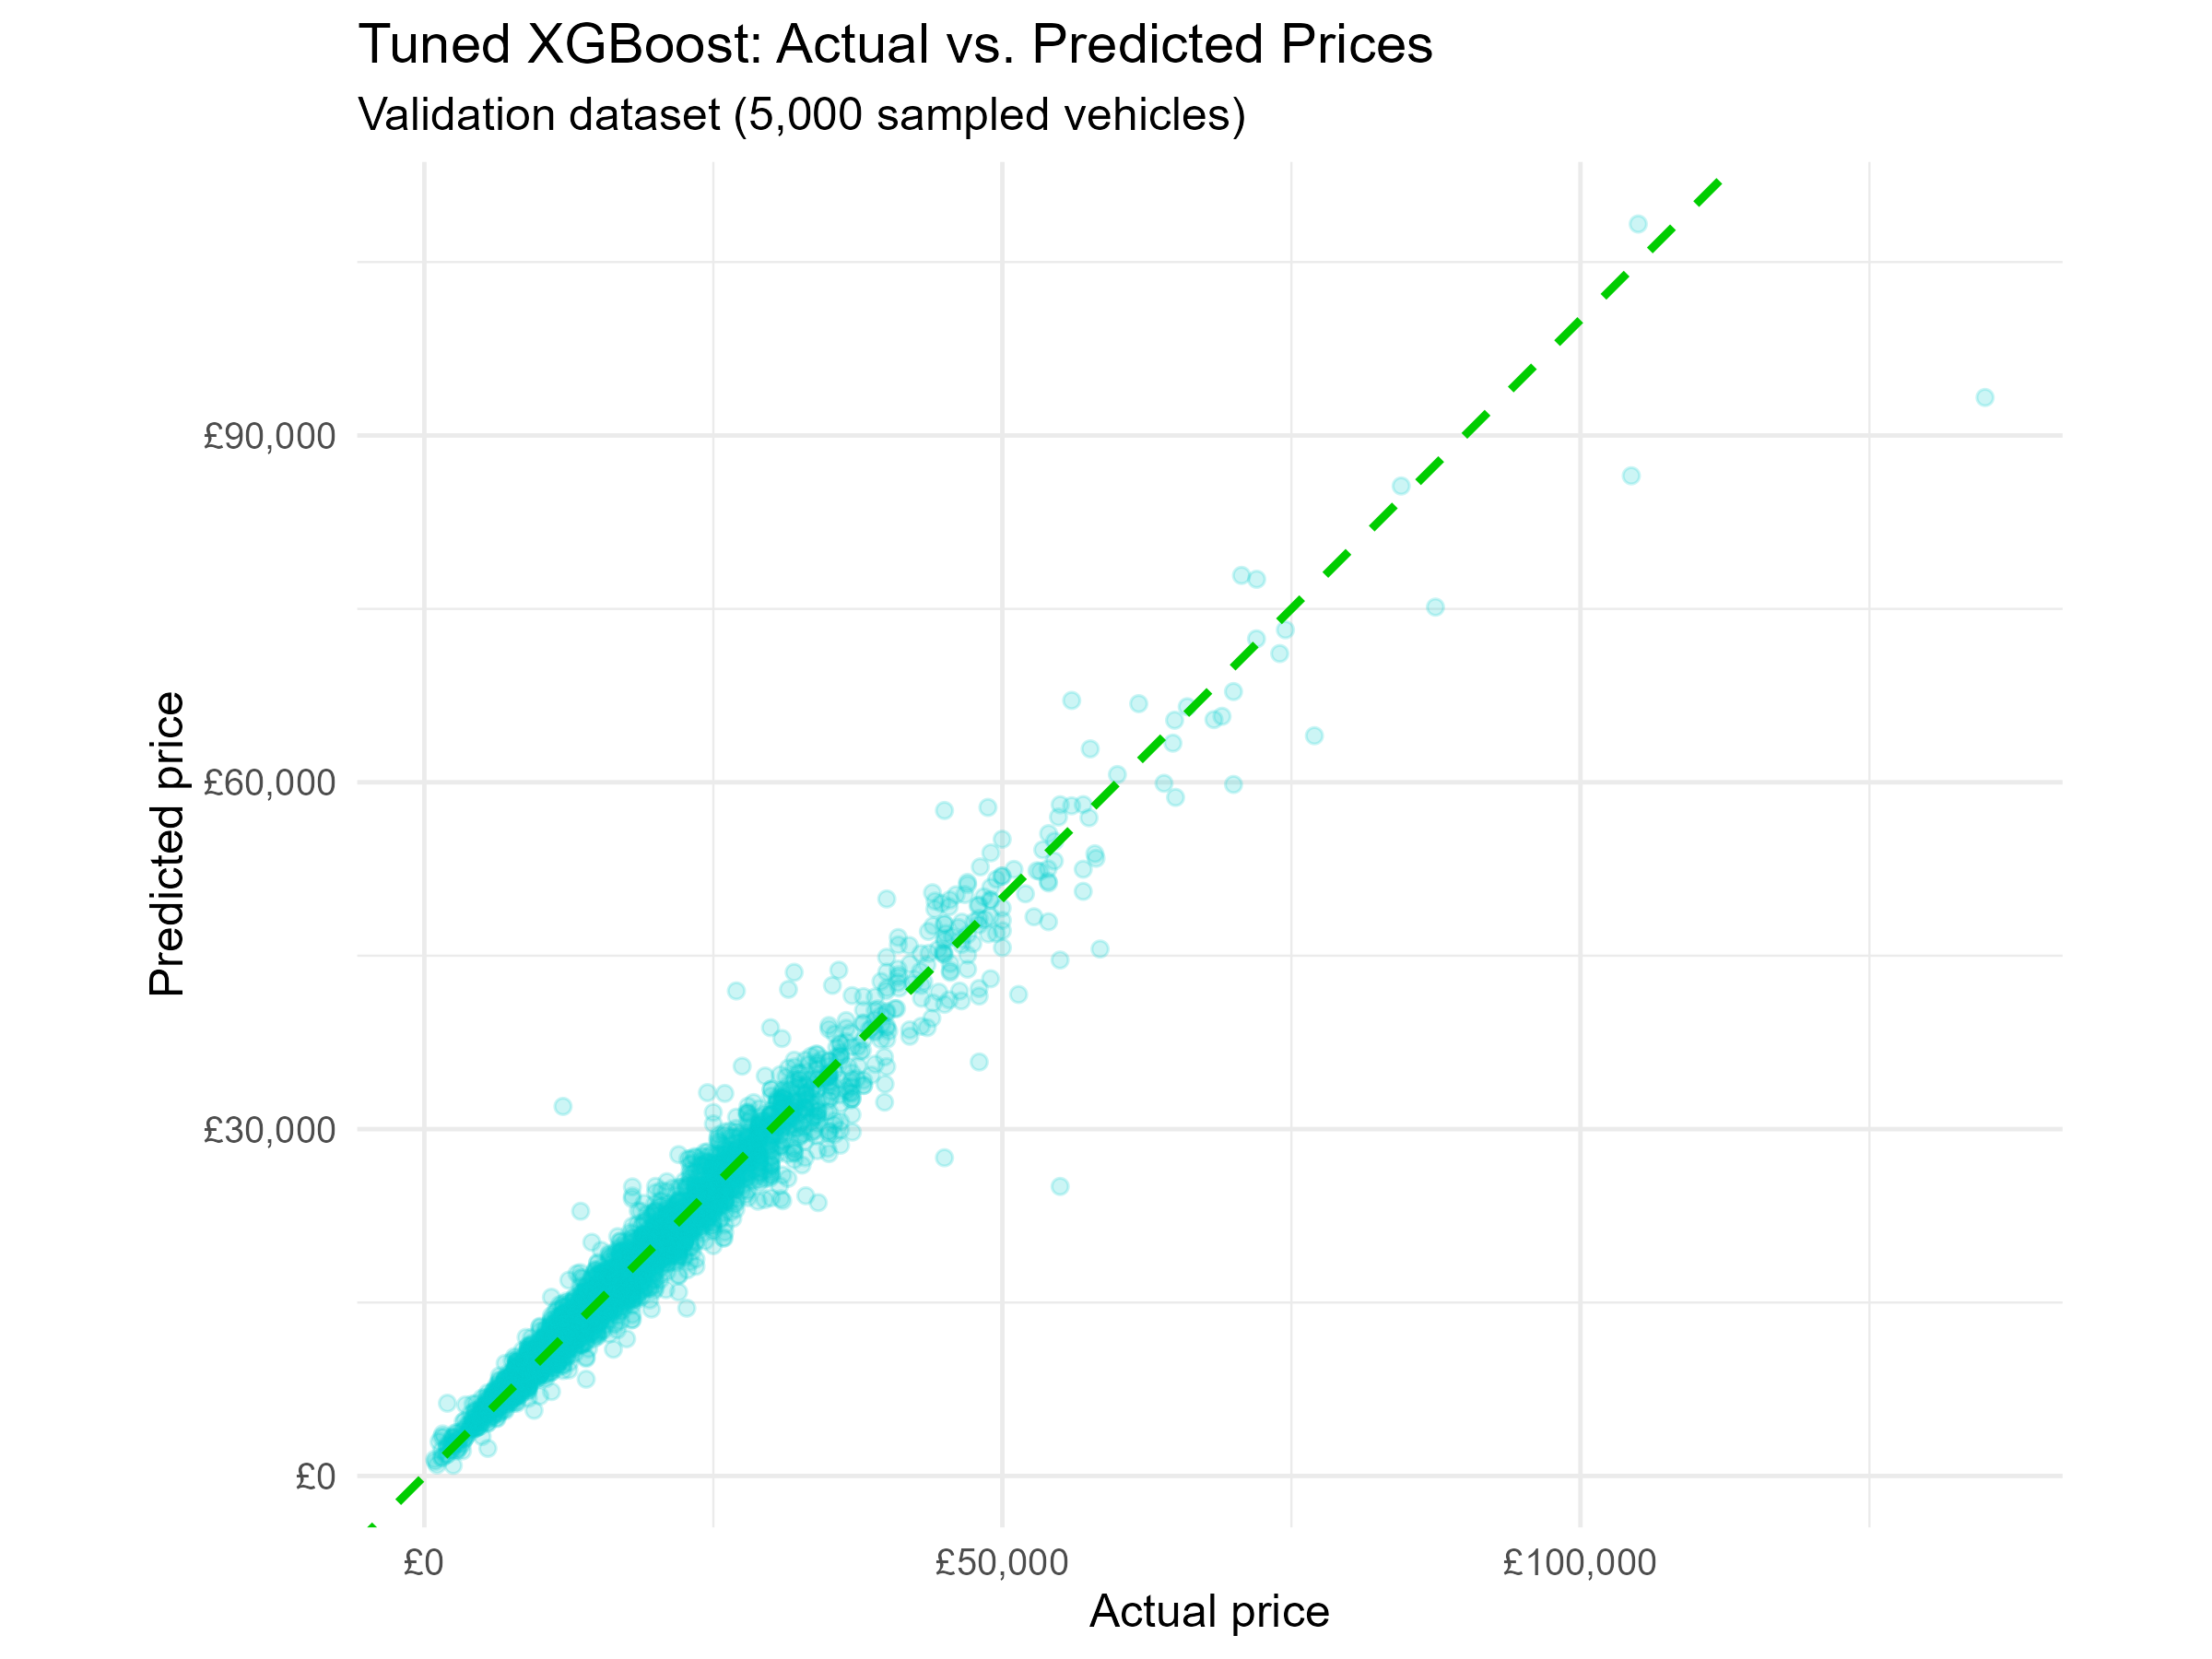 Tuned XGBoost: Actual vs. Predicted Prices
Validation dataset (5,000 sampled vehicles)
Predicted price
£90,000
£60,000
£30,000
£0
£0
£50,000
£100,000
Actual price